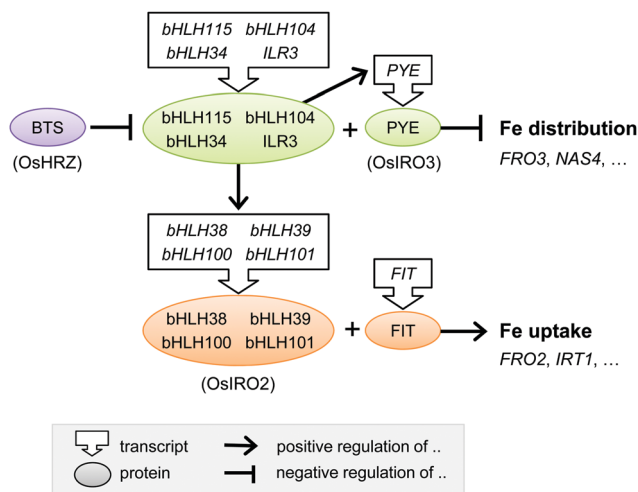 bHLH115 bHLH104
bHLH34 ILR3
PYE
BTS
bHLH115 bHLH104
bHLH34 ILR3
+
PYE
Fe distribution
(OsHRZ)
(OsIRO3)
FRO3, NAS4, ...
bHLH38 bHLH39
bHLH100 bHLH101
FIT
bHLH38 bHLH39
bHLH100 bHLH101
+
FIT
Fe uptake
(OsIRO2)
FRO2, IRT1, ...
transcript positive regulation of ..
protein negative regulation of ..